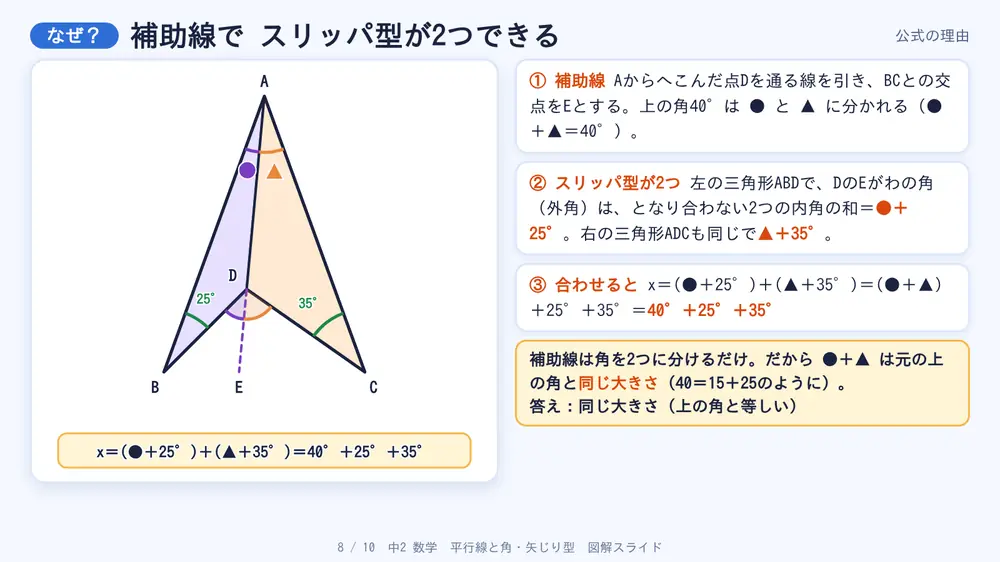 なぜ？ 補助線で スリッパ型が2つできる
公式の理由
A
●
▲
D
25°
35°
B
E
C
x＝(●＋25°)＋(▲＋35°)＝40°＋25°＋35°
① 補助線 Aからへこんだ点Dを通る線を引き、BCとの交
点をEとする。上の角40°は ● と ▲ に分かれる（●
＋▲＝40°）。
② スリッパ型が2つ 左の三角形ABDで、DのEがわの角
（外角）は、となり合わない2つの内角の和＝●＋
25°。右の三角形ADCも同じで▲＋35°。
③ 合わせると x＝(●＋25°)＋(▲＋35°)＝(●＋▲)
＋25°＋35°＝40°＋25°＋35°
補助線は角を2つに分けるだけ。だから ●＋▲ は元の上
の角と同じ大きさ（40＝15＋25のように）。
答え：同じ大きさ（上の角と等しい）
8 / 10 中2 数学 平行線と角・矢じり型 図解スライド